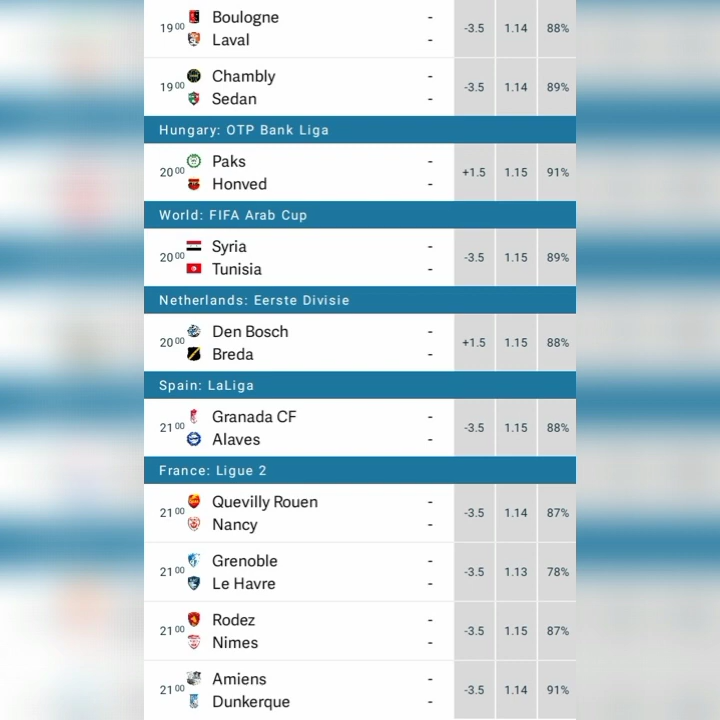 19 00 Boulogne - -3.5 1.14 88%
Laval -
19 00 Chambly - -3.5 1.14 89%
Sedan -
Hungary: OTP Bank Liga
20 00 Paks - +1.5 1.15 91%
Honved -
World: FIFA Arab Cup
20 00 Syria - -3.5 1.15 89%
Tunisia -
Netherlands: Eerste Divisie
20 00 Den Bosch - +1.5 1.15 88%
Breda -
Spain: LaLiga
21 00 Granada CF - -3.5 1.15 88%
Alaves -
France: Ligue 2
21 00 Quevilly Rouen - -3.5 1.14 87%
Nancy -
21 00 Grenoble - -3.5 1.13 78%
Le Havre -
21 00 Rodez - -3.5 1.15 87%
Nimes -
21 00 Amiens - -3.5 1.14 91%
Dunkerque -